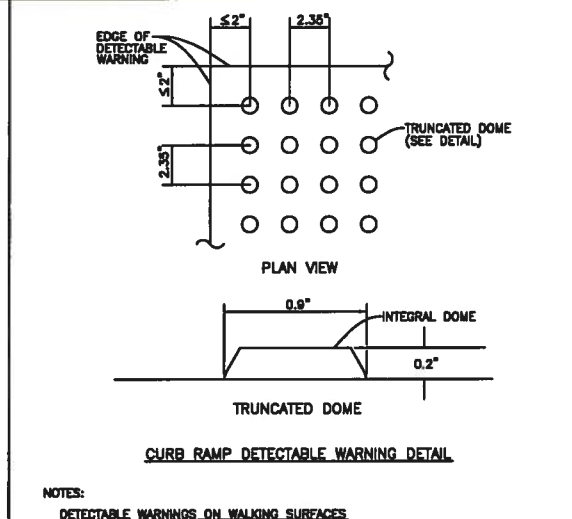 ≤2"
2.35"
EDGE OF
DETECTABLE
WARNING
≤2"
TRUNCATED DOME
(SEE DETAIL)
2.35"
PLAN VIEW
0.9"
INTEGRAL DOME
0.2"
TRUNCATED DOME
CURB RAMP DETECTABLE WARNING DETAIL
NOTES:
DETECTABLE WARNINGS ON WALKING SURFACES